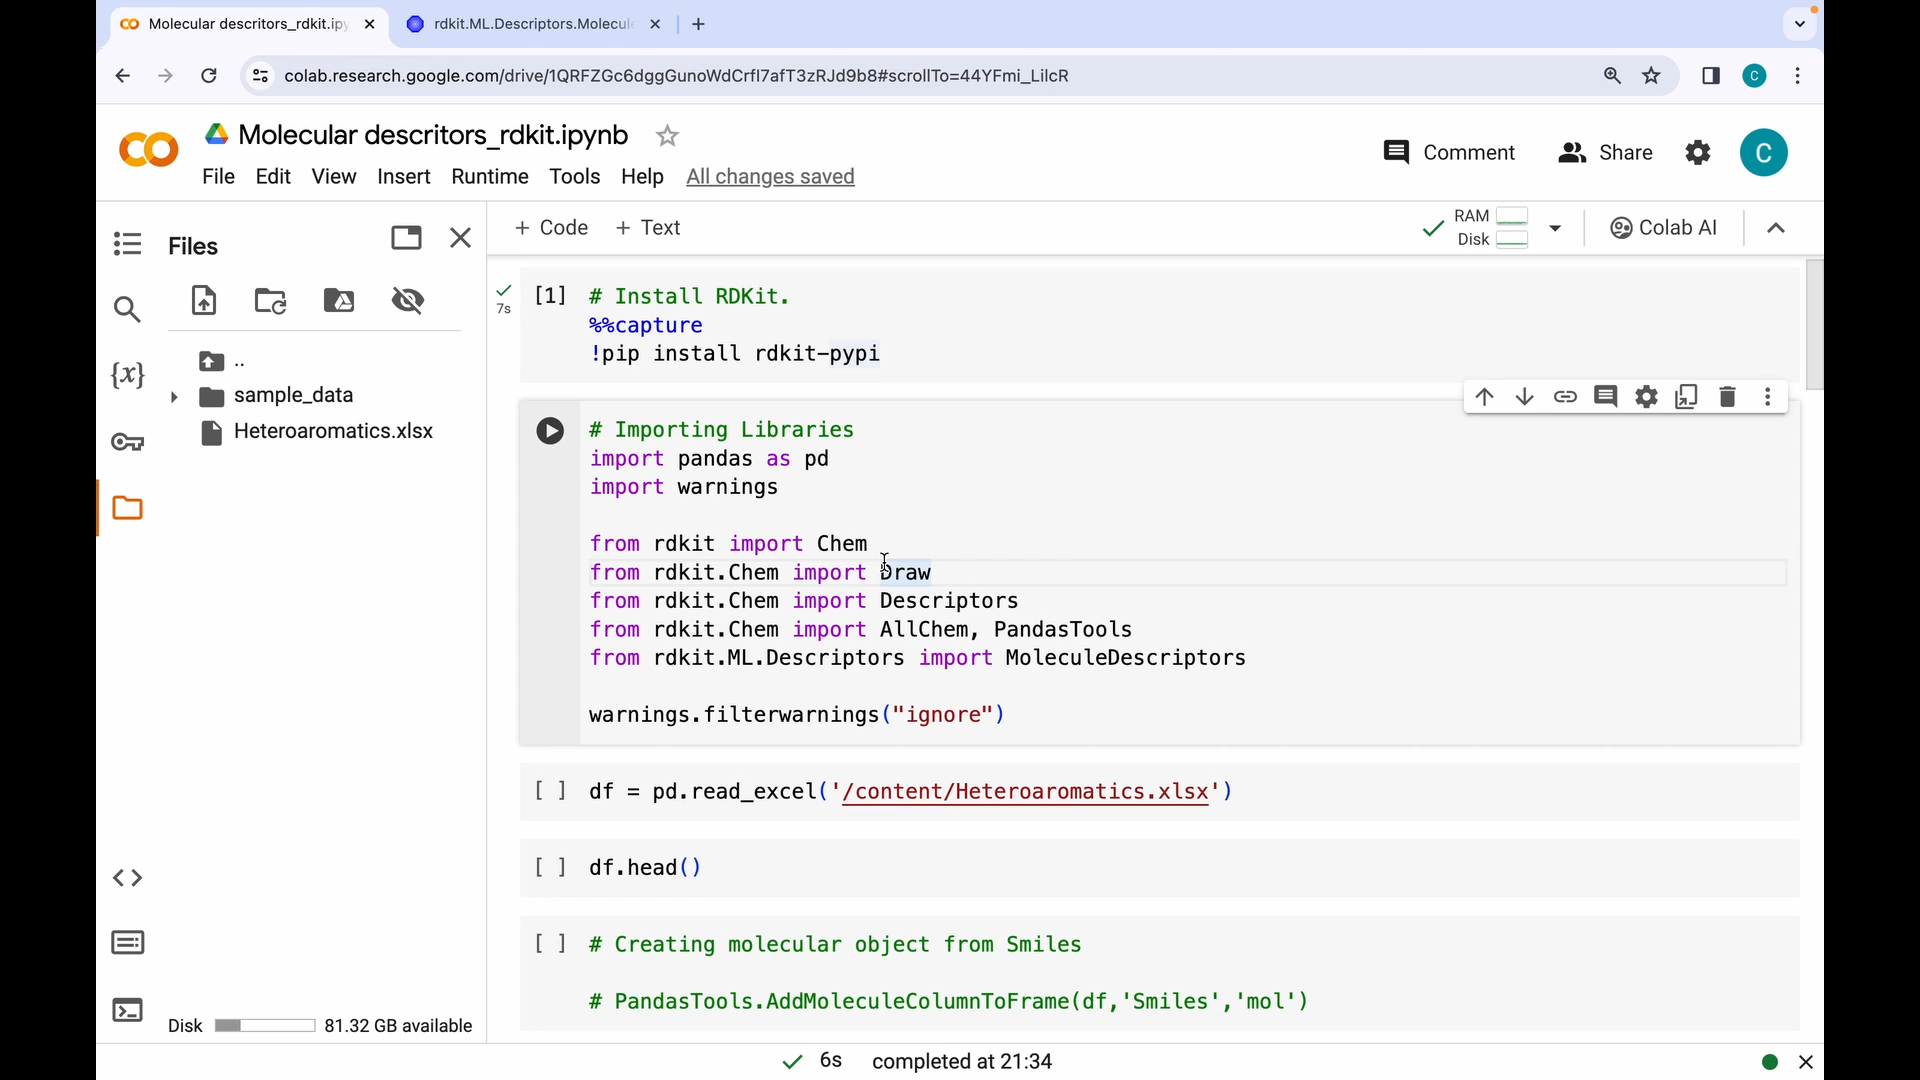 Molecular descritors_rdkit.ipy
rdkit.ML.Descriptors.Molecule
colab.research.google.com/drive/1QRFZGc6dggGunoWdCrfl7afT3zRJd9b8#scrollTo=44YFmi_LilcR
C
Molecular descritors_rdkit.ipynb
Comment
Share
C
File Edit View Insert Runtime Tools Help All changes saved
Files
+ Code + Text
RAM
Disk
Colab AI
..
sample_data
Heteroaromatics.xlsx
{x}
Disk 81.32 GB available
7s
[1] # Install RDKit.
%%capture
!pip install rdkit-pypi
# Importing Libraries
import pandas as pd
import warnings
from rdkit import Chem
from rdkit.Chem import Draw
from rdkit.Chem import Descriptors
from rdkit.Chem import AllChem, PandasTools
from rdkit.ML.Descriptors import MoleculeDescriptors
warnings.filterwarnings("ignore")
[ ] df = pd.read_excel('/content/Heteroaromatics.xlsx')
[ ] df.head()
[ ] # Creating molecular object from Smiles
# PandasTools.AddMoleculeColumnToFrame(df,'Smiles','mol')
6s completed at 21:34